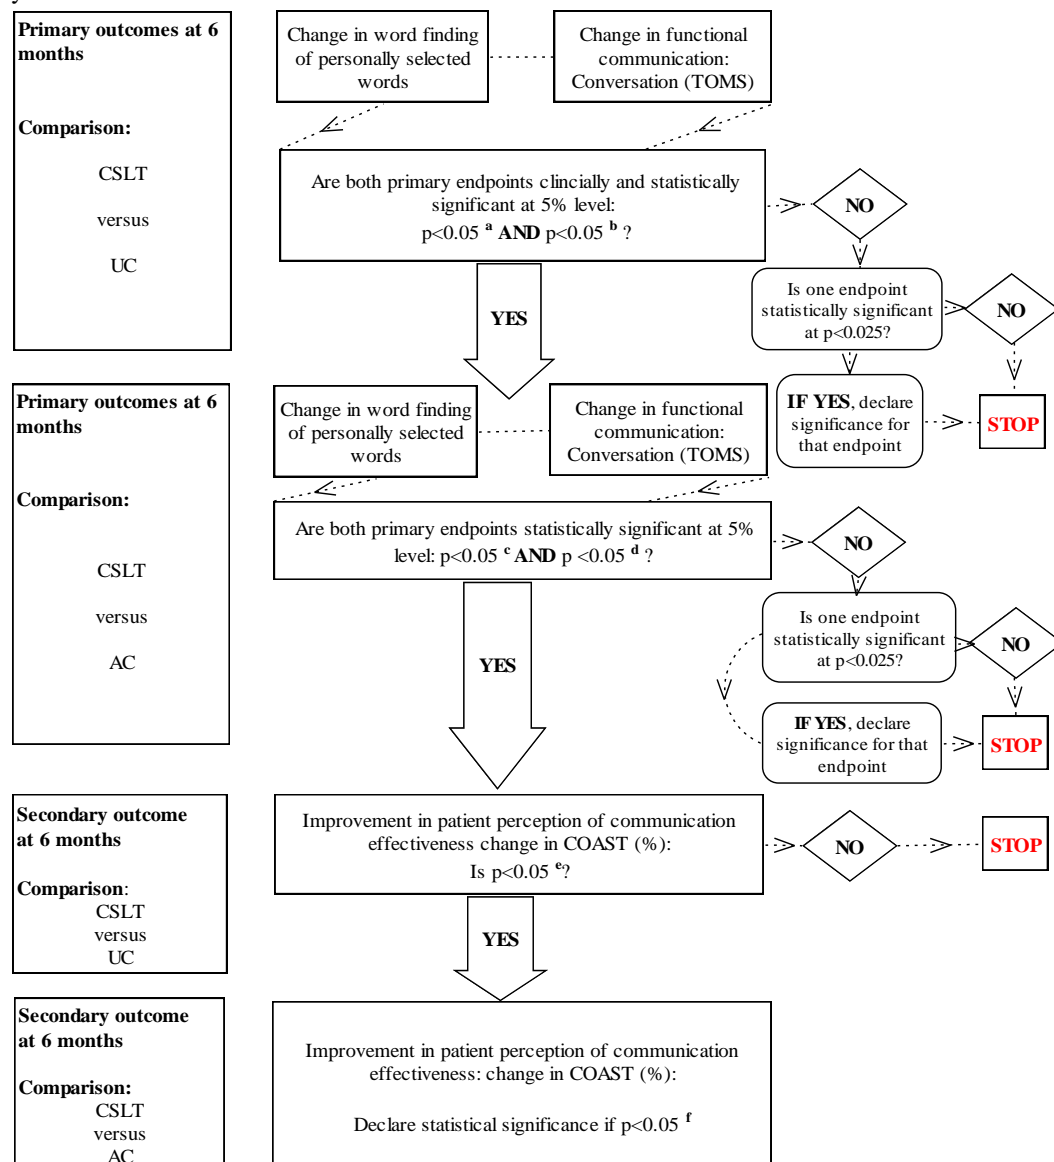 Primary outcomes at 6
months
Comparison:
CSLT
versus
UC
Change in word finding
of personally selected
words
Change in functional
communication:
Conversation (TOMS)
Are both primary endpoints clincially and statistically
significant at 5% level:
p<0.05 a AND p<0.05 b ?
NO
Is one endpoint
statistically significant
at p<0.025?
NO
YES
IF YES, declare
significance for
that endpoint
STOP
Primary outcomes at 6
months
Comparison:
CSLT
versus
AC
Change in word finding
of personally selected
words
Change in functional
communication:
Conversation (TOMS)
Are both primary endpoints statistically significant at 5%
level: p<0.05 c AND p <0.05 d ?
NO
Is one endpoint
statistically significant
at p<0.025?
NO
YES
IF YES, declare
significance for that
endpoint
STOP
Secondary outcome
at 6 months
Comparison:
CSLT
versus
UC
Improvement in patient perception of communication
effectiveness change in COAST (%):
Is p<0.05 e?
NO
STOP
YES
Secondary outcome
at 6 months
Comparison:
CSLT
versus
AC
Improvement in patient perception of communication
effectiveness: change in COAST (%):
Declare statistical significance if p<0.05 f